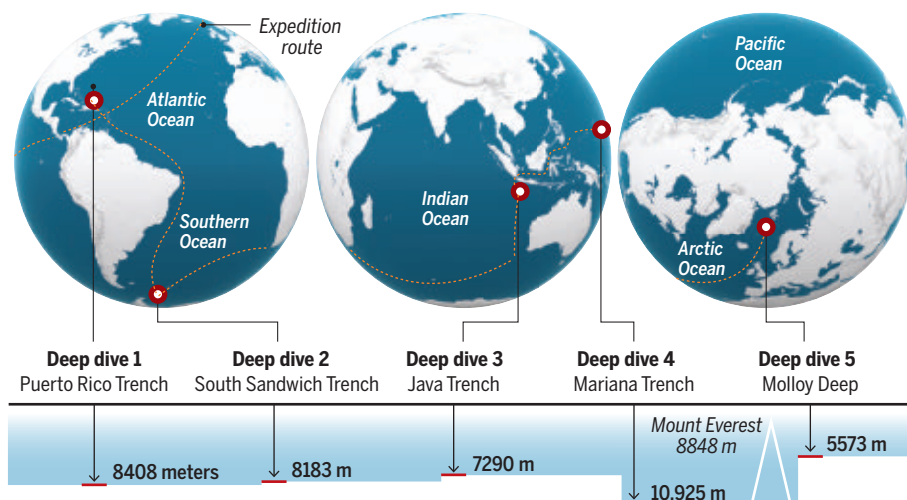 Expedition
route
Atlantic
Ocean
Southern
Ocean
Indian
Ocean
Pacific
Ocean
Arctic
Ocean
Deep dive 1
Puerto Rico Trench
Deep dive 2
South Sandwich Trench
Deep dive 3
Java Trench
Deep dive 4
Mariana Trench
Deep dive 5
Molloy Deep
8408 meters
8183 m
7290 m
10,925 m
Mount Everest
8848 m
5573 m